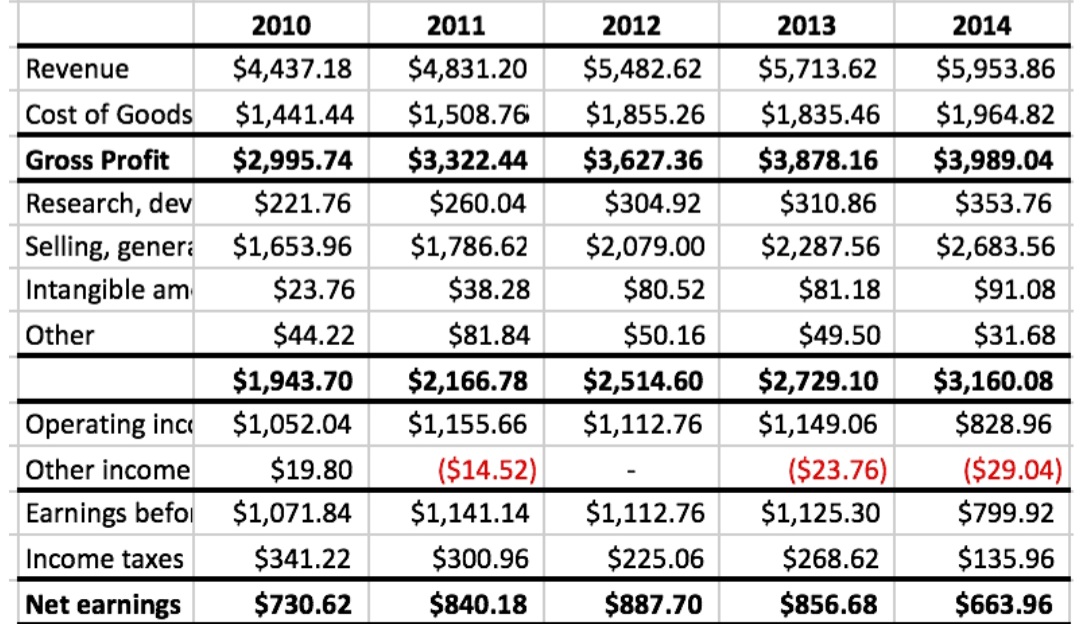 2010 2011 2012 2013 2014
Revenue $4,437.18 $4,831.20 $5,482.62 $5,713.62 $5,953.86
Cost of Goods $1,441.44 $1,508.76 $1,855.26 $1,835.46 $1,964.82
Gross Profit $2,995.74 $3,322.44 $3,627.36 $3,878.16 $3,989.04
Research, dev $221.76 $260.04 $304.92 $310.86 $353.76
Selling, genera $1,653.96 $1,786.62 $2,079.00 $2,287.56 $2,683.56
Intangible am $23.76 $38.28 $80.52 $81.18 $91.08
Other $44.22 $81.84 $50.16 $49.50 $31.68
$1,943.70 $2,166.78 $2,514.60 $2,729.10 $3,160.08
Operating inco $1,052.04 $1,155.66 $1,112.76 $1,149.06 $828.96
Other income $19.80 ($14.52) - ($23.76) ($29.04)
Earnings befor $1,071.84 $1,141.14 $1,112.76 $1,125.30 $799.92
Income taxes $341.22 $300.96 $225.06 $268.62 $135.96
Net earnings $730.62 $840.18 $887.70 $856.68 $663.96